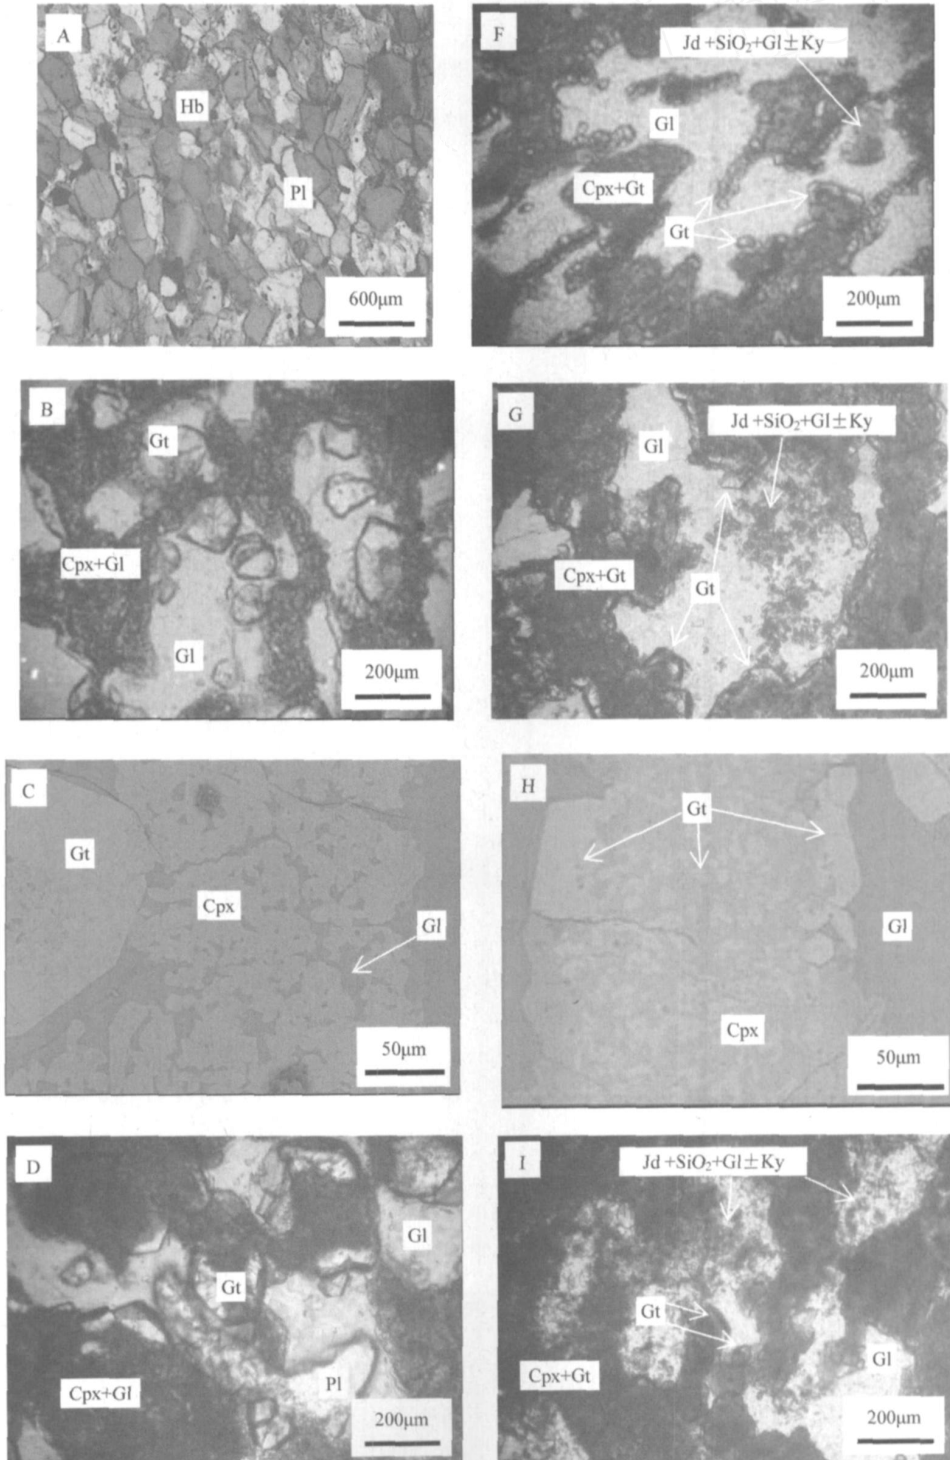 A
Hb
Pl
600μm
B
Gt
Cpx+Gl
Gl
200μm
C
Gt
Cpx
Gl
50μm
D
Gl
Gt
Cpx+Gl
Pl
200μm
F
Jd +SiO₂+Gl±Ky
Gl
Cpx+Gt
Gt
200μm
G
Jd +SiO₂+Gl±Ky
Gl
Cpx+Gt
Gt
200μm
H
Gt
Gl
Cpx
50μm
I
Jd +SiO₂+Gl±Ky
Gt
Gl
Cpx+Gt
200μm